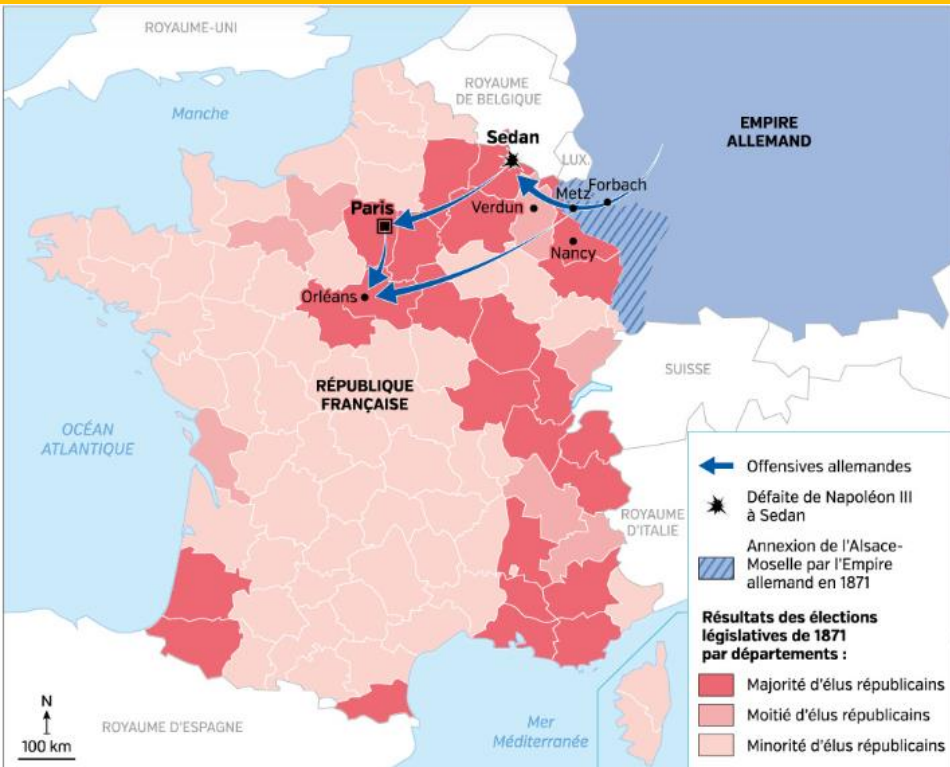 ROYAUME-UNI
Manche
ROYAUME
DE BELGIQUE
Sedan
LUX.
EMPIRE
ALLEMAND
Forbach
Metz
Verdun
Paris
Nancy
Orléans
RÉPUBLIQUE
FRANÇAISE
SUISSE
OCÉAN
ATLANTIQUE
ROYAUME
D'ITALIE
N
100 km
ROYAUME D'ESPAGNE
Mer
Méditerranée
Offensives allemandes
Défaite de Napoléon III
à Sedan
Annexion de l'Alsace-
Moselle par l'Empire
allemand en 1871
Résultats des élections
législatives de 1871
par départements :
Majorité d'élus républicains
Moitié d'élus républicains
Minorité d'élus républicains